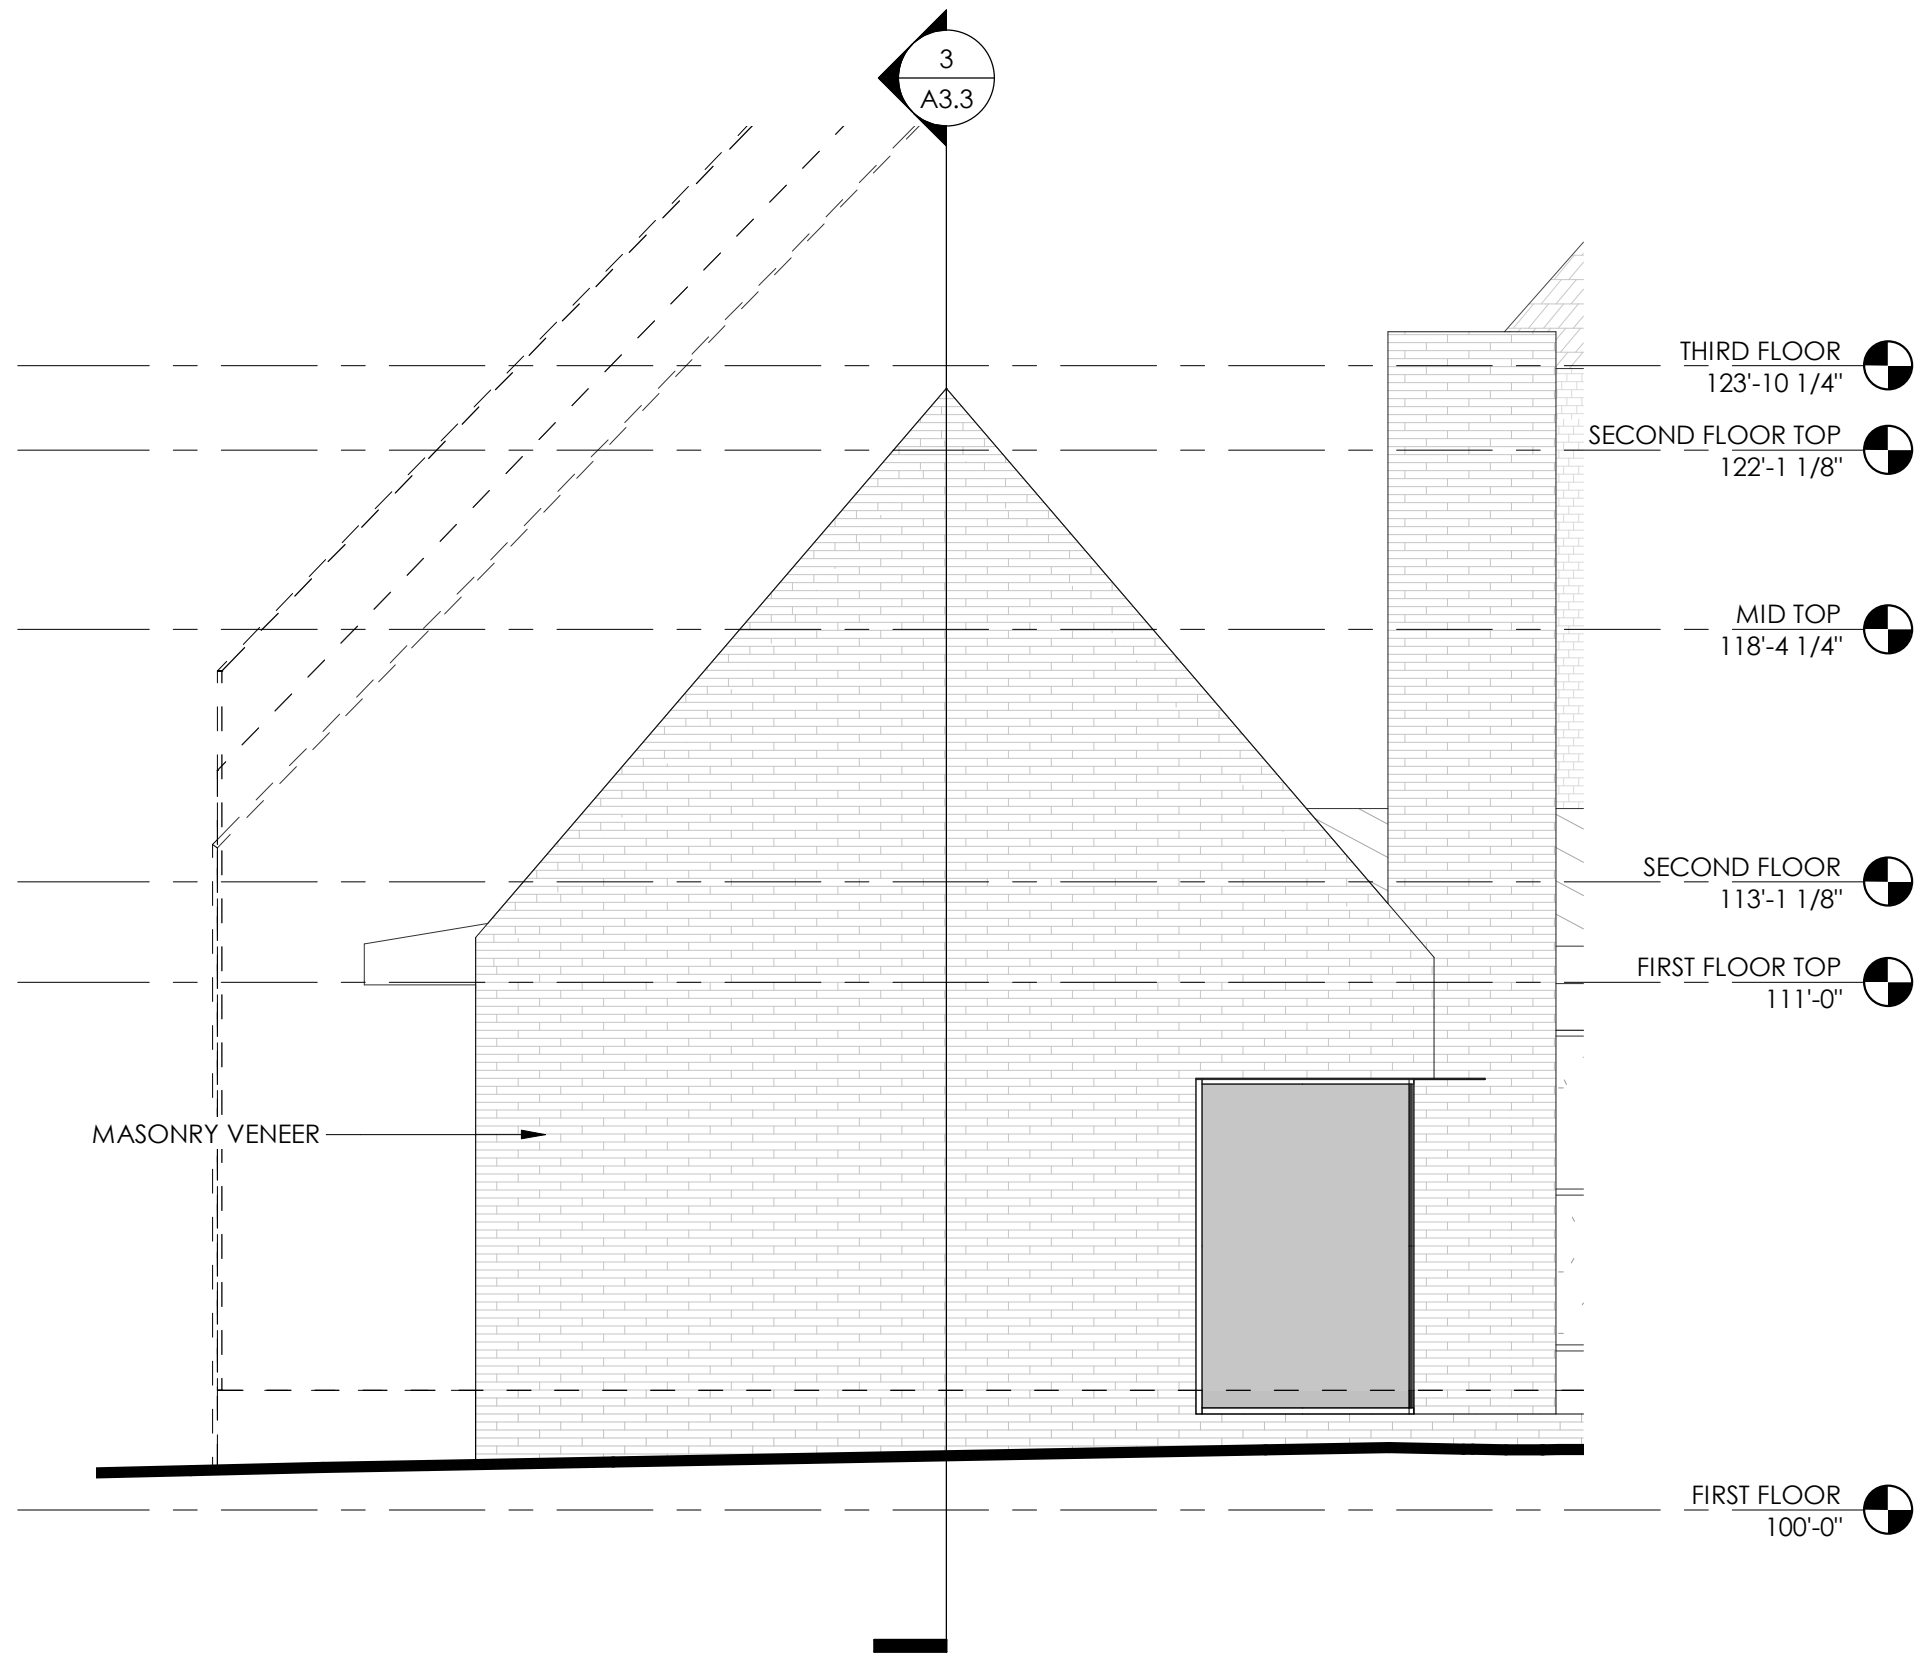 3
A3.3
THIRD FLOOR
123'-10 1/4"
SECOND FLOOR TOP
122'-1 1/8"
MID TOP
118'-4 1/4"
SECOND FLOOR
113'-1 1/8"
FIRST FLOOR TOP
111'-0"
MASONRY VENEER
FIRST FLOOR
100'-0"